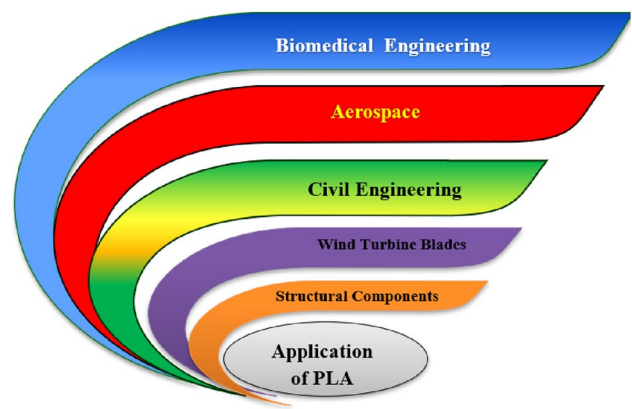 Biomedical Engineering
Aerospace
Civil Engineering
Wind Turbine Blades
Structural Components
Application
of PLA